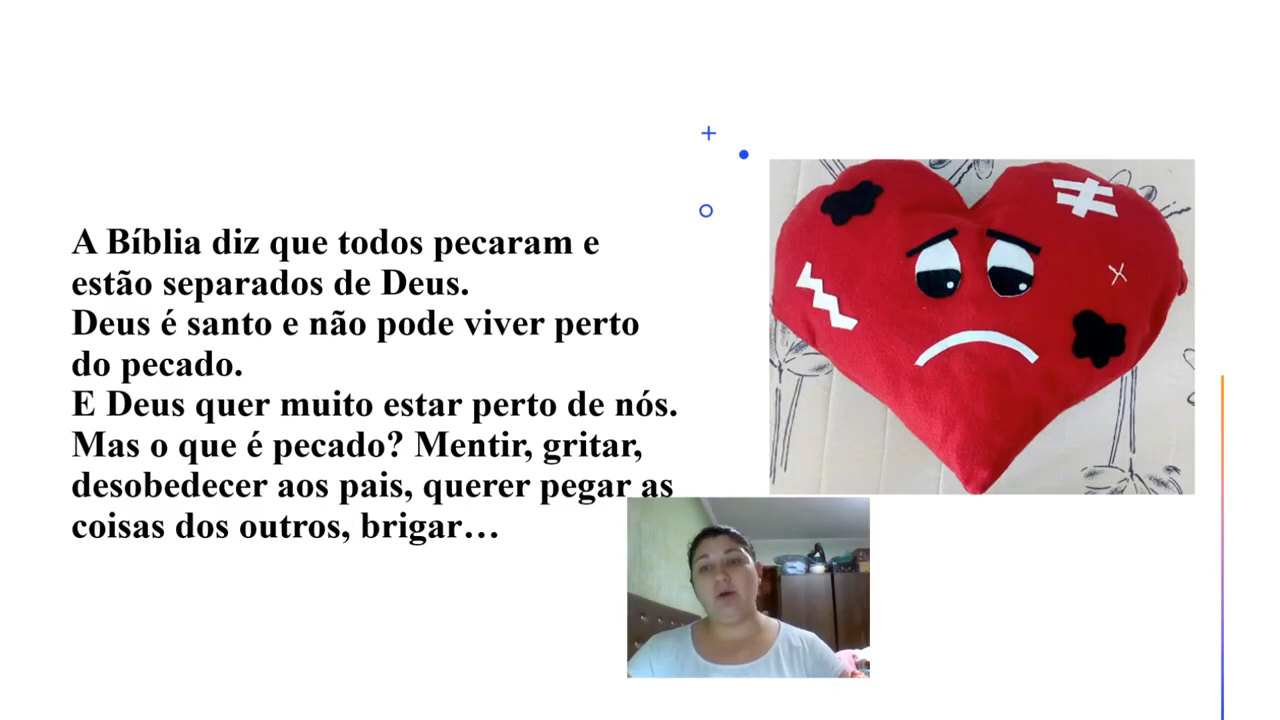 A Bíblia diz que todos pecaram e
estão separados de Deus.
Deus é santo e não pode viver perto
do pecado.
E Deus quer muito estar perto de nós.
Mas o que é pecado? Mentir, gritar,
desobedecer aos pais, querer pegar as
coisas dos outros, brigar…